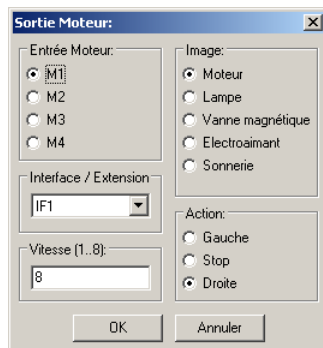 Sortie Moteur:
Entrée Moteur:
M1
M2
M3
M4
Interface / Extension
IF1
Vitesse (1..8):
8
Image:
Moteur
Lampe
Vanne magnétique
Electroaimant
Sonnerie
Action:
Gauche
Stop
Droite
OK
Annuler